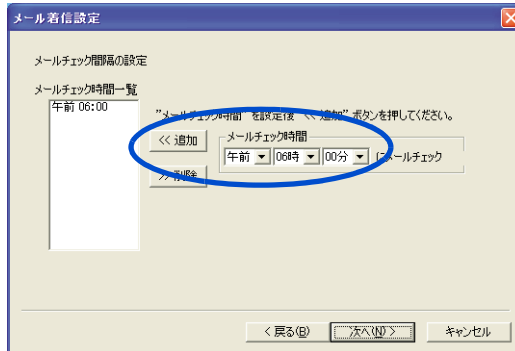 メール着信設定
メールチェック間隔の設定
メールチェック時間一覧
午前 06:00
"メールチェック時間"を設定後 "<<追加" ボタンを押してください。
<< 追加
メールチェック時間
午前 06時 00分 にメールチェック
>> 削除
< 戻る(B) 次へ(N) > キャンセル